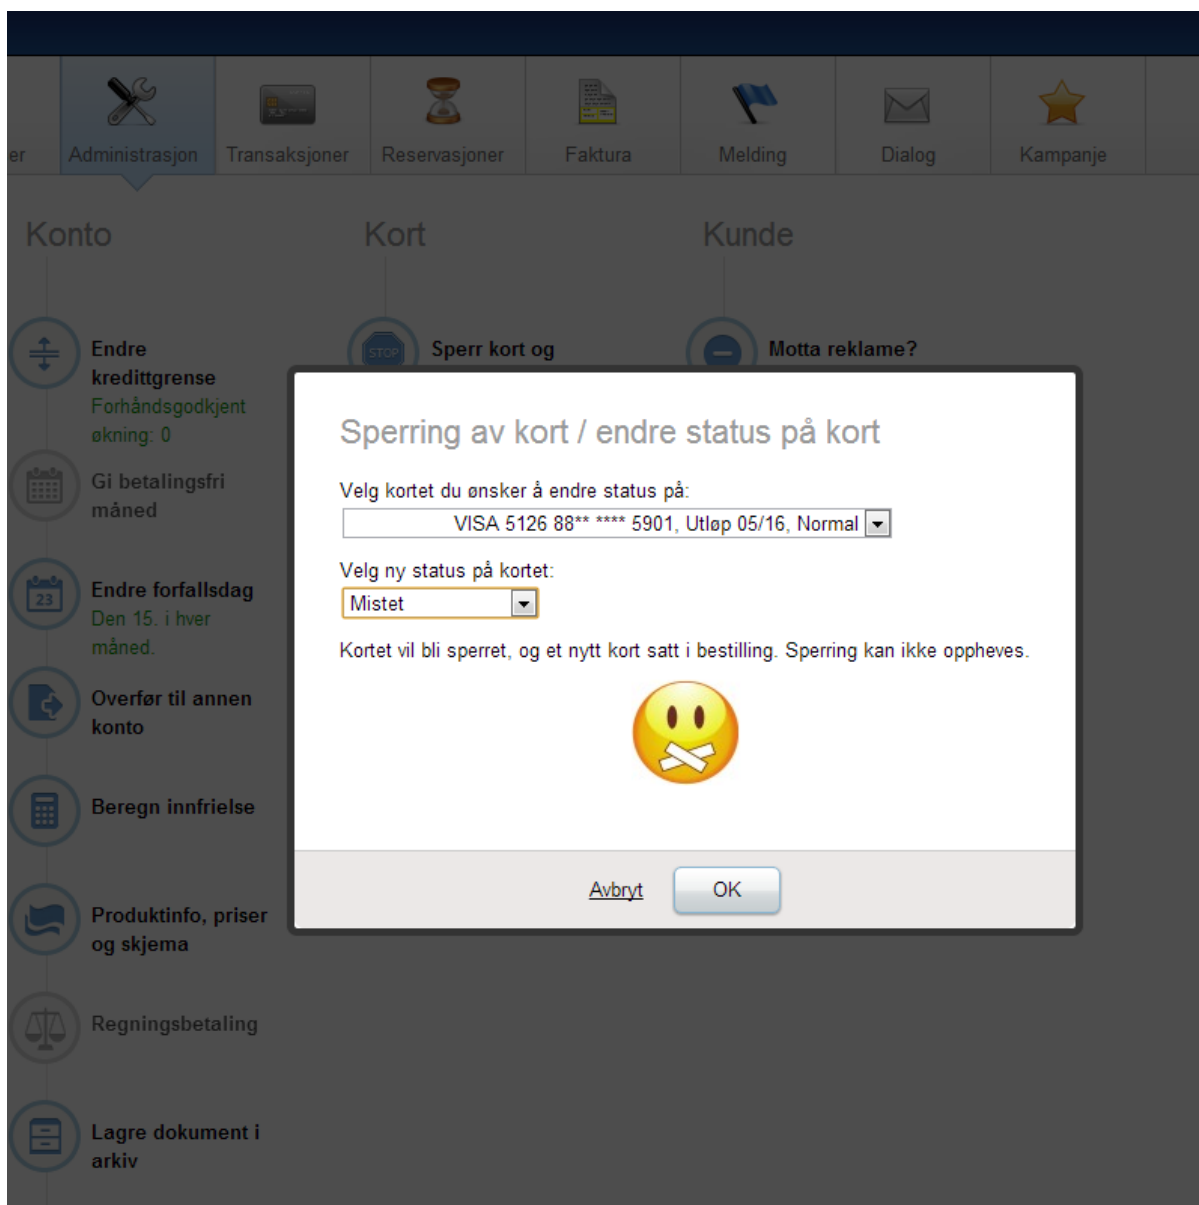 er
Administrasjon
Transaksjoner
Reservasjoner
Faktura
Melding
Dialog
Kampanje
Konto
Kort
Kunde
Endre
kredittgrense
Forhåndsgodkjent
økning: 0
STOP
Sperr kort og
Motta reklame?
Gi betalingsfri
måned
23
Endre forfallsdag
Den 15. i hver
måned.
Overfør til annen
konto
Beregn innfrielse
Produktinfo, priser
og skjema
Regningsbetaling
Lagre dokument i
arkiv
Sperring av kort / endre status på kort
Velg kortet du ønsker å endre status på:
VISA 5126 88** **** 5901, Utløp 05/16, Normal
Velg ny status på kortet:
Mistet
Kortet vil bli sperret, og et nytt kort satt i bestilling. Sperring kan ikke oppheves.
Avbryt
OK